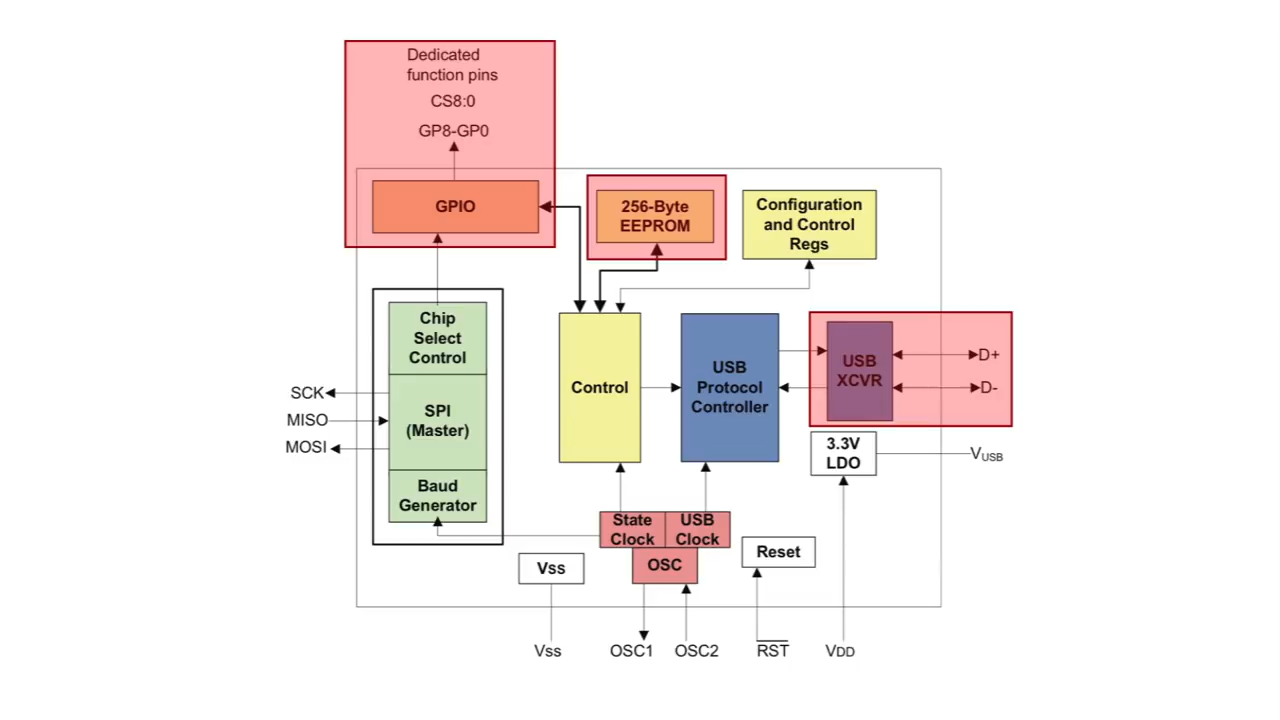 Dedicated
function pins
CS8:0
GP8-GP0
GPIO
256-Byte
EEPROM
Configuration
and Control
Regs
Chip
Select
Control
SPI
(Master)
Baud
Generator
SCK
MISO
MOSI
Control
USB
Protocol
Controller
USB
XCVR
D+
D-
3.3V
LDO
VUSB
State
Clock
USB
Clock
OSC
Reset
Vss
Vss
OSC1
OSC2
RST
VDD